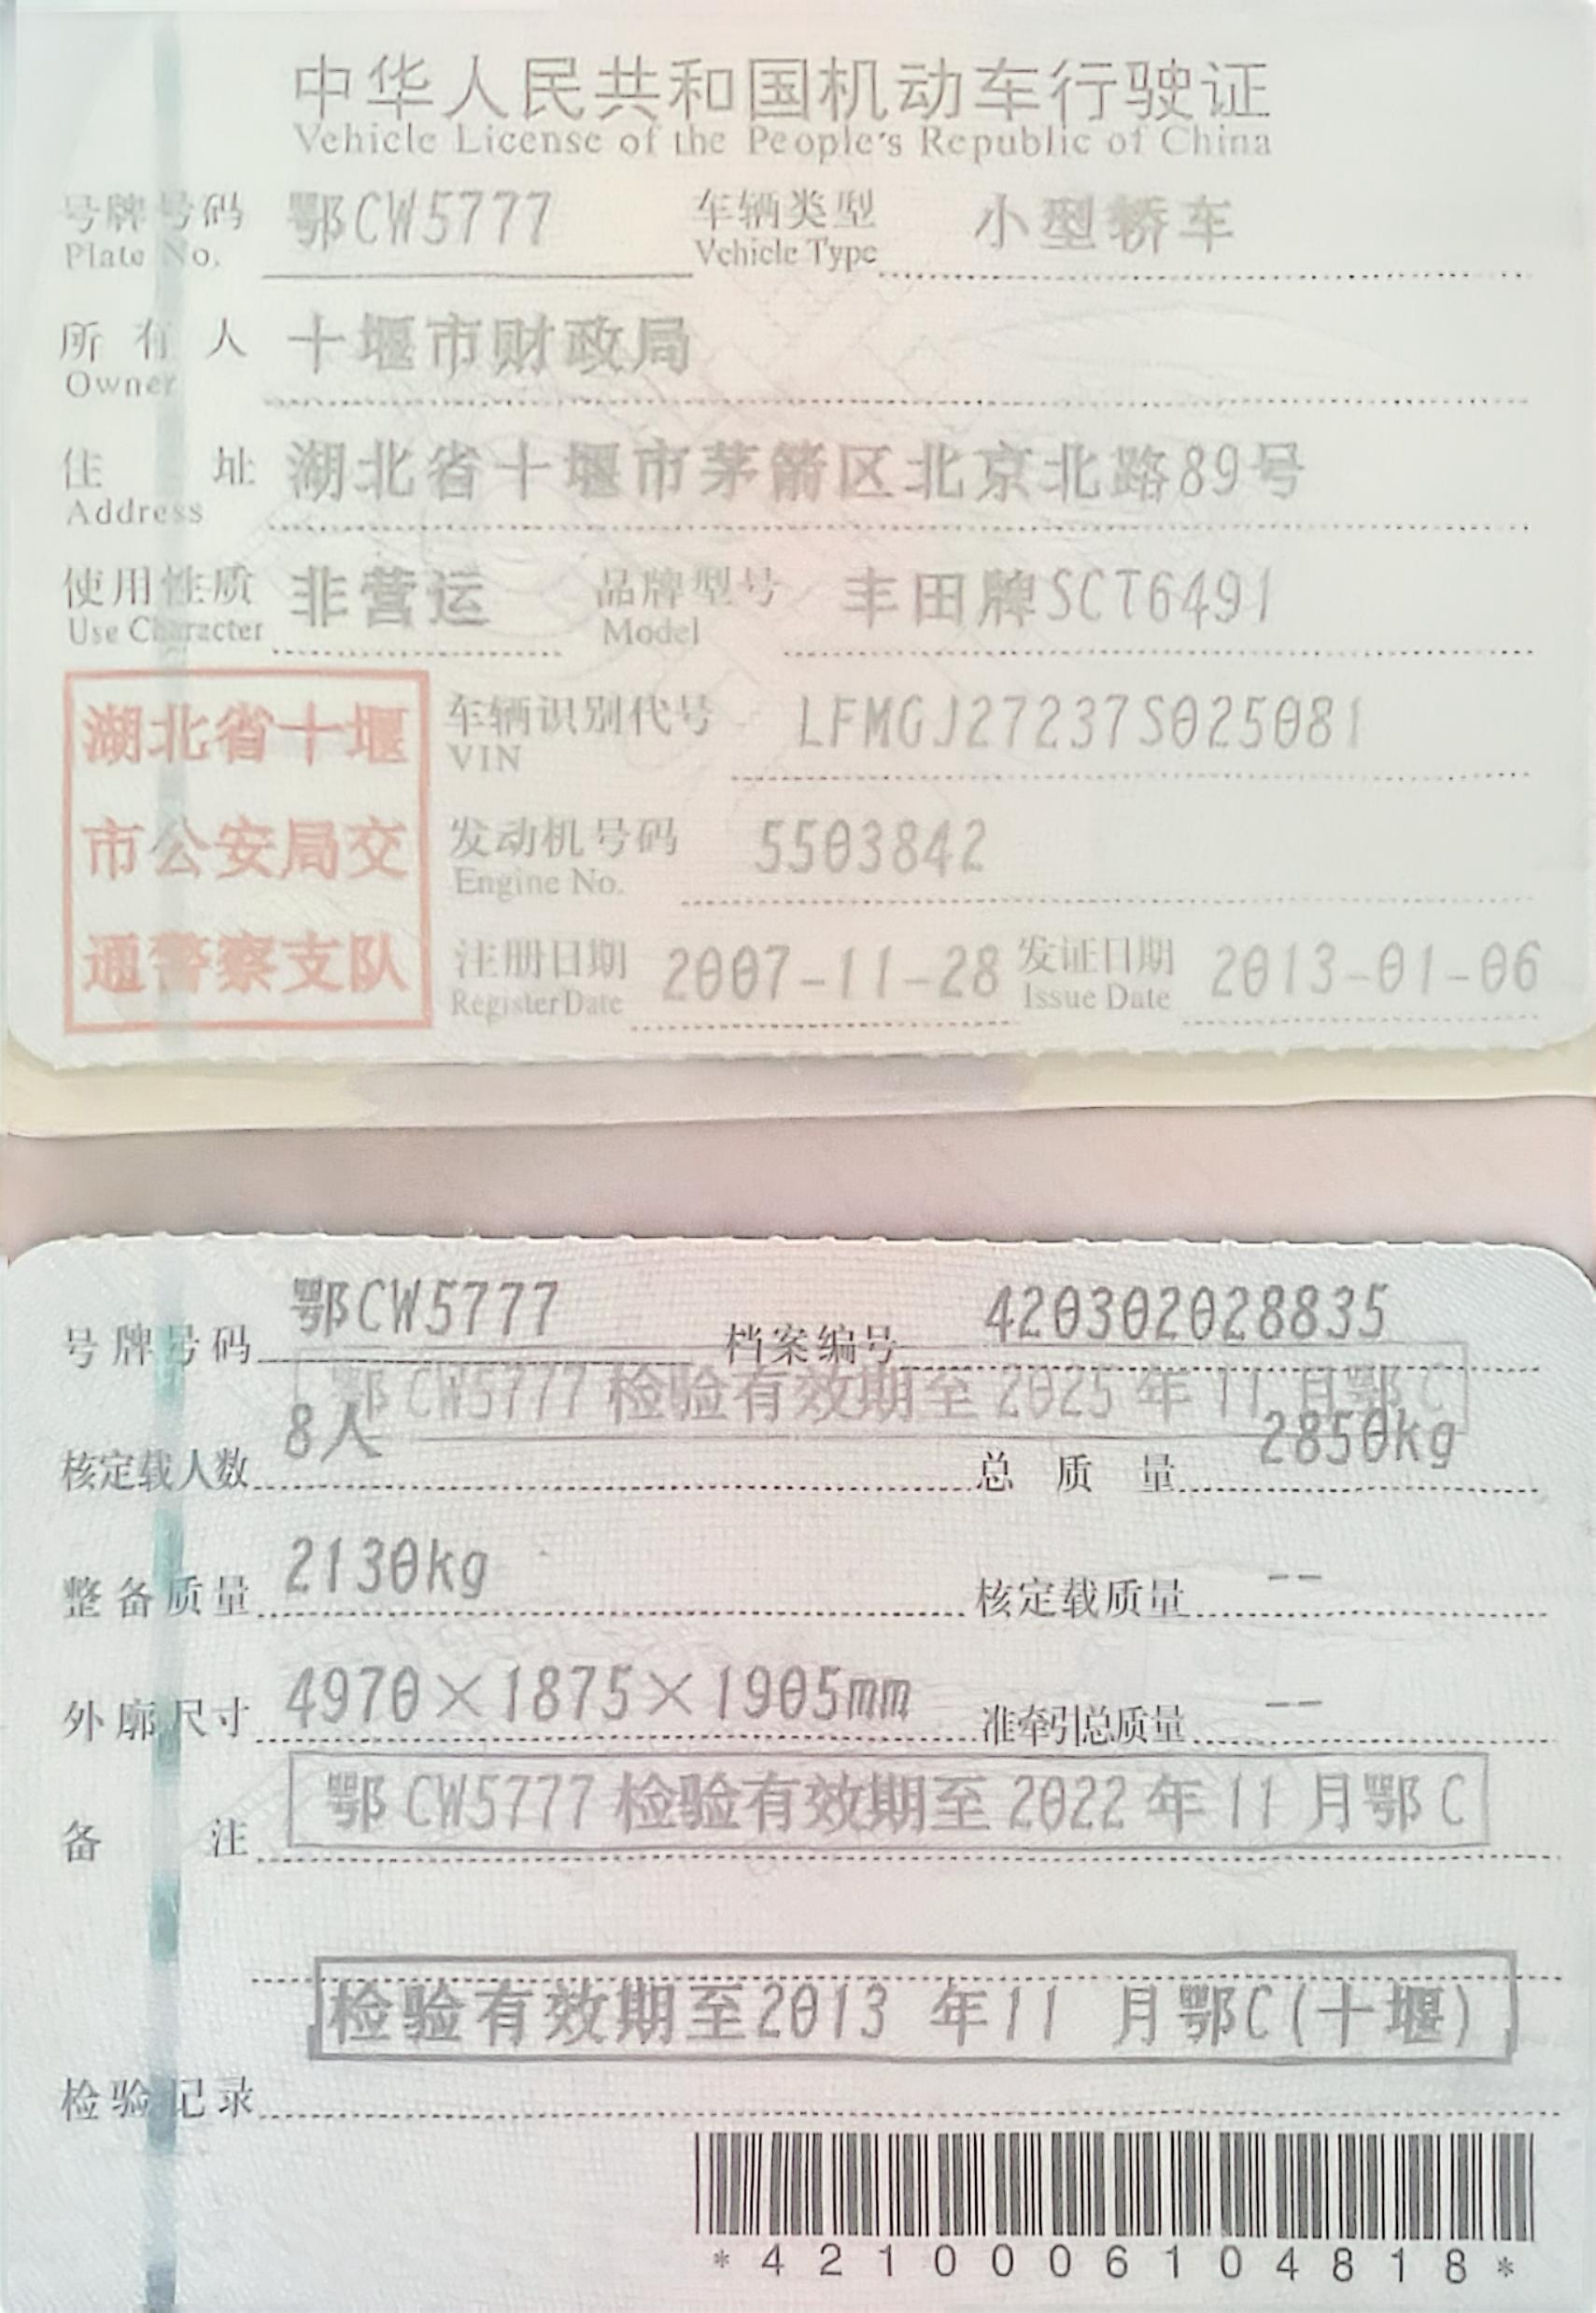 中华人民共和国机动车行驶证
Vehicle License of the People's Republic of China
号牌号码 鄂CW5777 车辆类型 小型轿车
Plate No. Vehicle Type
所有人 十堰市财政局
Owner
住址 湖北省十堰市茅箭区北京北路89号
Address
使用性质 非营运 品牌型号 丰田牌SCT6491
Use Character Model
湖北省十堰
市公安局交
通警察支队
车辆识别代号 LFMGJ27237S025081
VIN
发动机号码 5503842
Engine No.
注册日期 2007-11-28 发证日期 2013-01-06
Register Date Issue Date
号牌号码 鄂CW5777 档案编号 420302028835
鄂CW5777检验有效期至2025年11月鄂C
核定载人数 8人 总质量 2850kg
整备质量 2130kg 核定载质量 --
外廓尺寸 4970×1875×1905mm 准牵引总质量 --
备注 鄂CW5777检验有效期至2022年11月鄂C
检验有效期至2013 年11 月鄂C(十堰)
检验记录
*4210006104818*